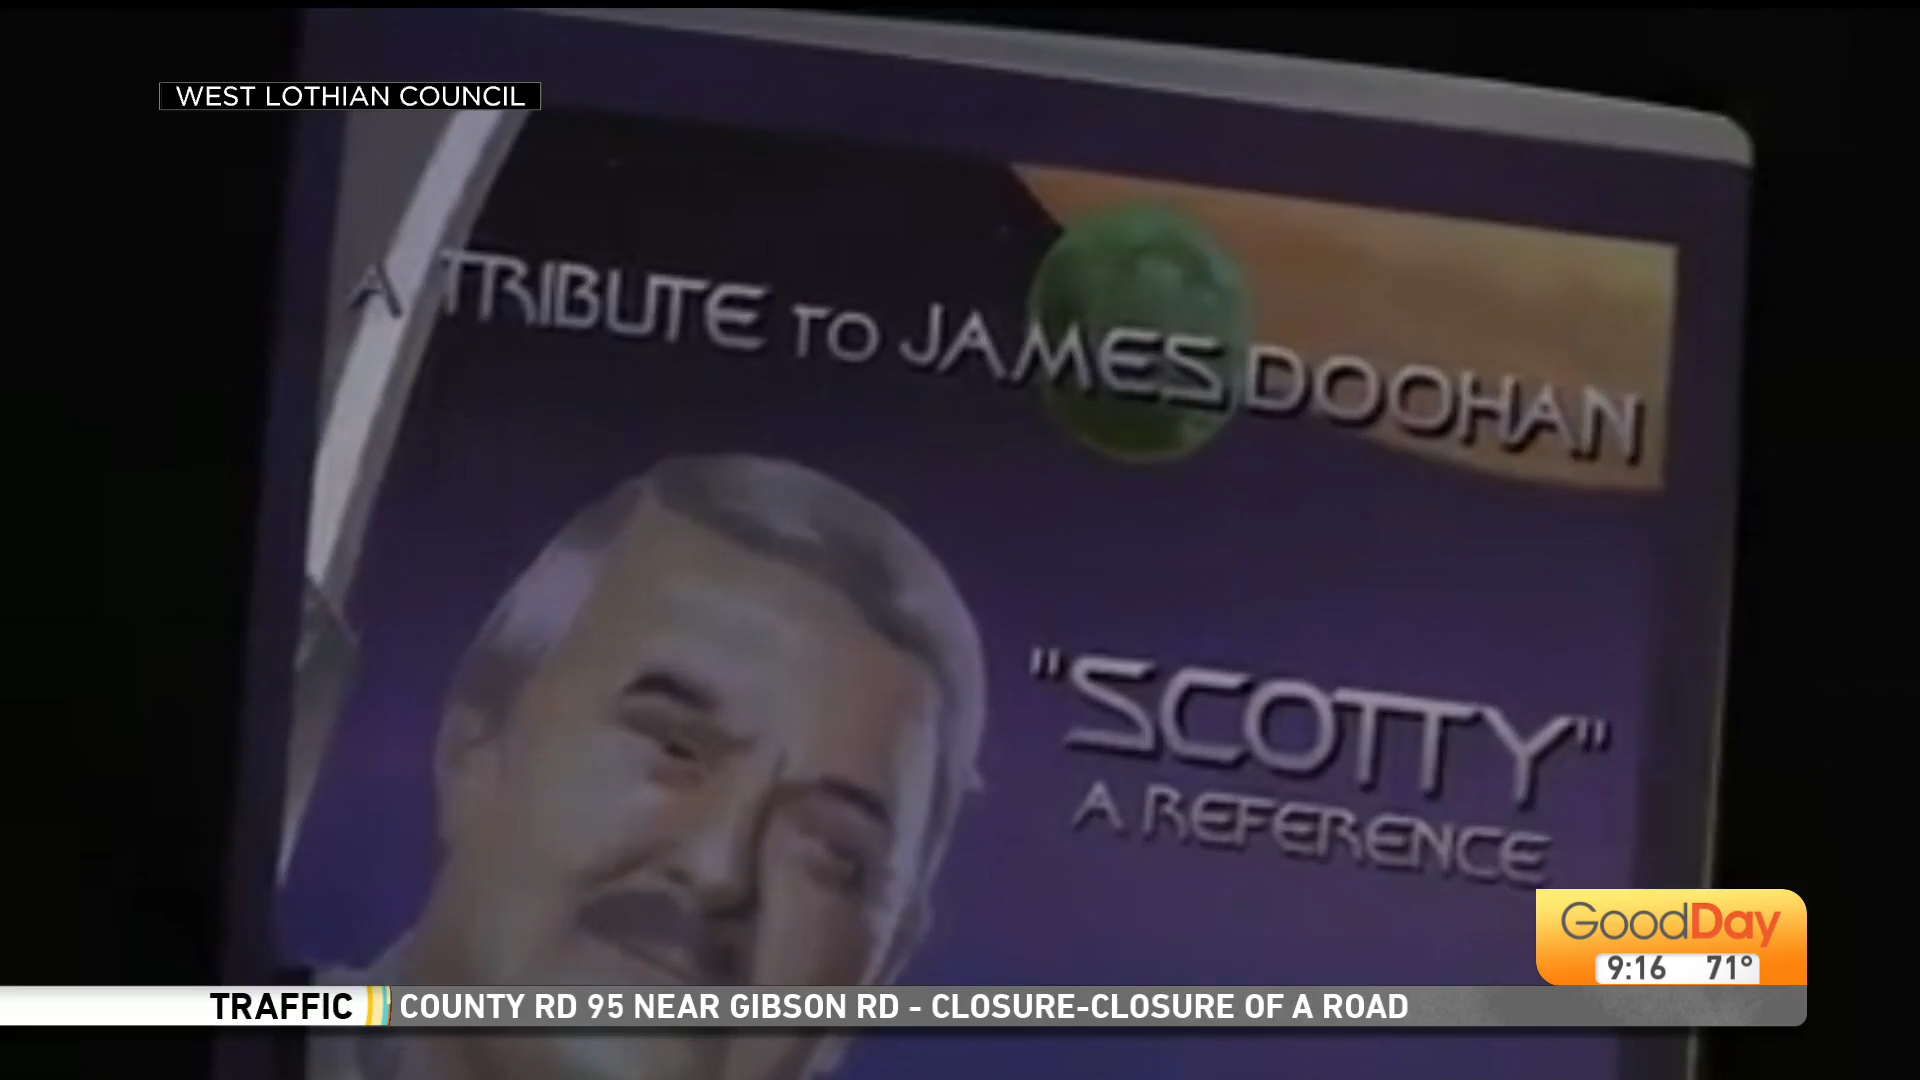 WEST LOTHIAN COUNCIL
A TRIBUTE TO JAMES DOOHAN
"SCOTTY"
A REFERENCE
GoodDay
9:16 71°
TRAFFIC COUNTY RD 95 NEAR GIBSON RD - CLOSURE-CLOSURE OF A ROAD